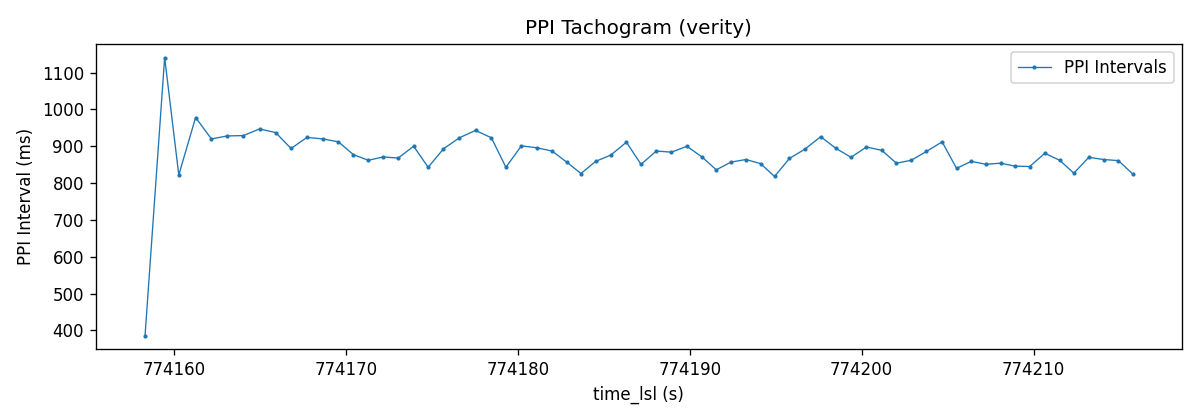 PPI Tachogram (verity)
PPI Intervals
PPI Interval (ms)
1100
1000
900
800
700
600
500
400
774160 774170 774180 774190 774200 774210
time_lsl (s)